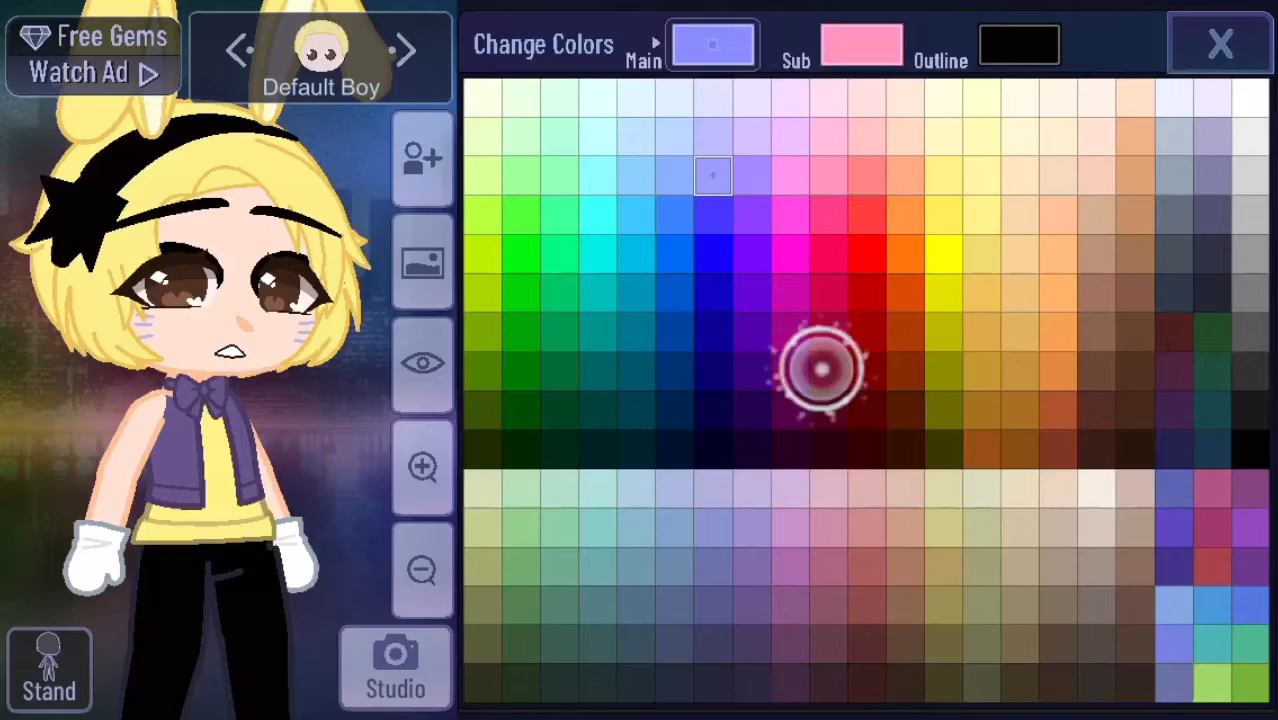 Free Gems
Watch Ad
Default Boy
Change Colors
Main
Sub
Outline
X
Stand
Studio